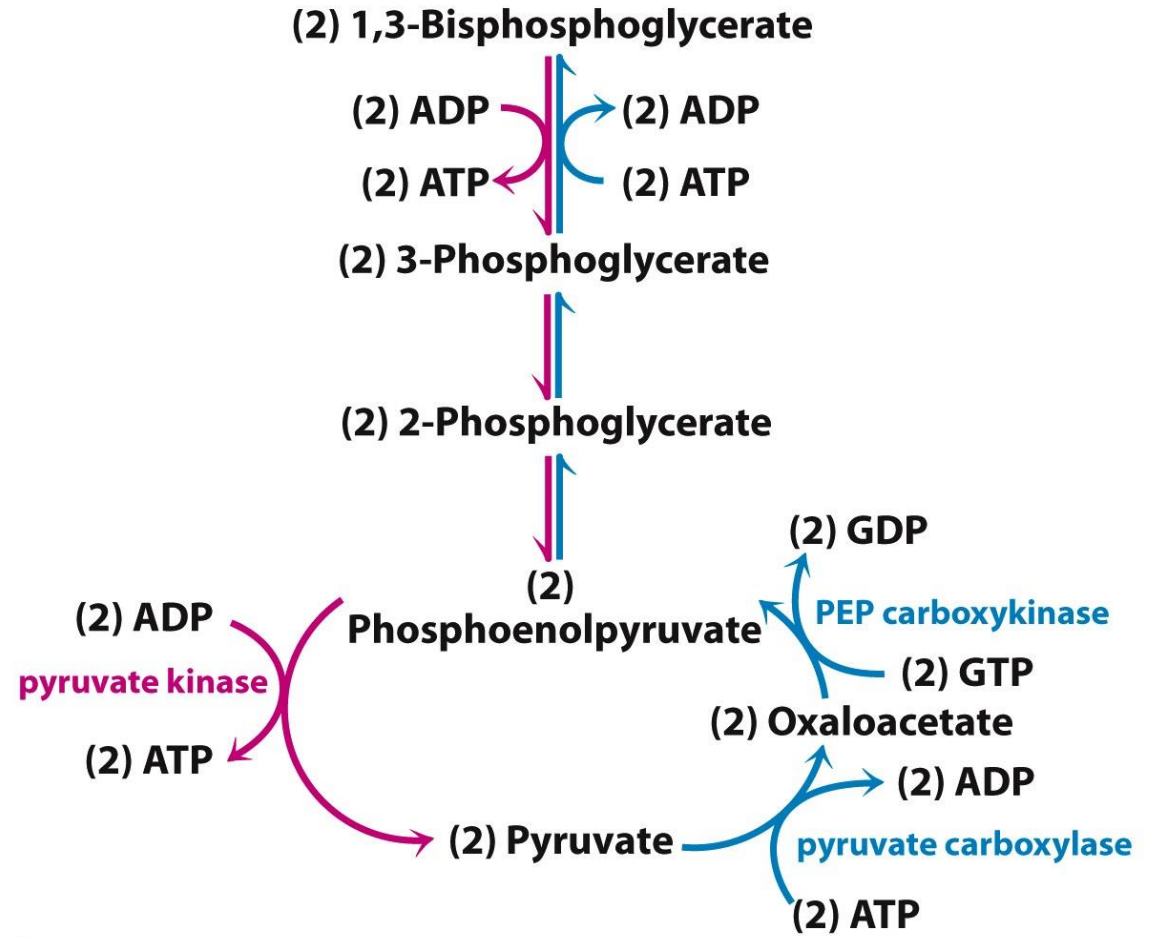 (2) 1,3-Bisphosphoglycerate
(2) ADP
(2) ADP
(2) ATP
(2) ATP
(2) 3-Phosphoglycerate
(2) 2-Phosphoglycerate
(2)
Phosphoenolpyruvate
(2) GDP
PEP carboxykinase
(2) GTP
(2) ADP
pyruvate kinase
(2) ATP
(2) Oxaloacetate
(2) ADP
pyruvate carboxylase
(2) Pyruvate
(2) ATP